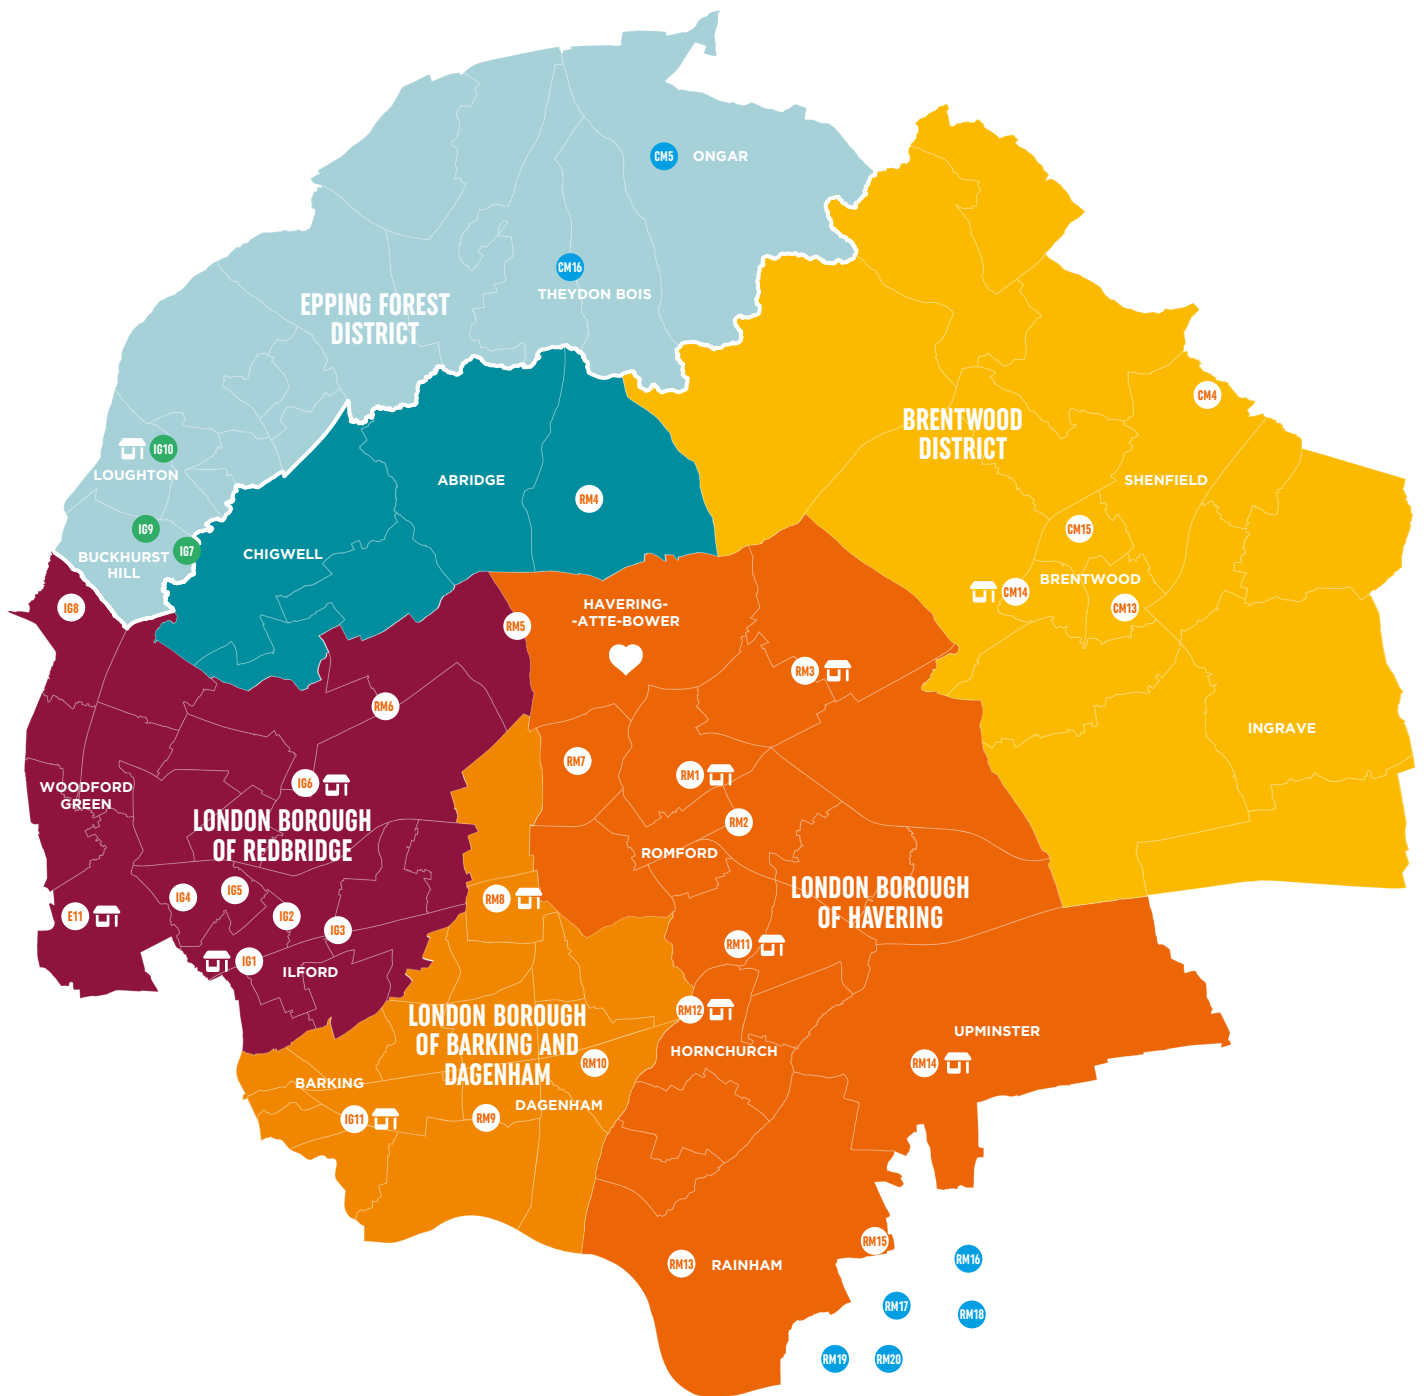 CM5
ONGAR
CM16
THEYDON BOIS
EPPING FOREST
DISTRICT
CM4
BRENTWOOD
DISTRICT
IG10
LOUGHTON
ABRIDGE
RM4
SHENFIELD
IG9
IG7
BUCKHURST
HILL
CHIGWELL
CM15
BRENTWOOD
CM14
CM13
IG8
RM5
HAVERING-
-ATTE-BOWER
RM3
RM6
INGRAVE
RM7
RM1
IG6
WOODFORD
GREEN
LONDON BOROUGH
OF REDBRIDGE
RM2
ROMFORD
LONDON BOROUGH
OF HAVERING
IG4
IG5
RM8
E11
IG2
IG3
RM11
IG1
ILFORD
RM12
LONDON BOROUGH
OF BARKING AND
DAGENHAM
UPMINSTER
HORNCHURCH
RM10
RM14
BARKING
DAGENHAM
IG11
RM9
RM15
RM13
RAINHAM
RM16
RM17
RM18
RM19
RM20